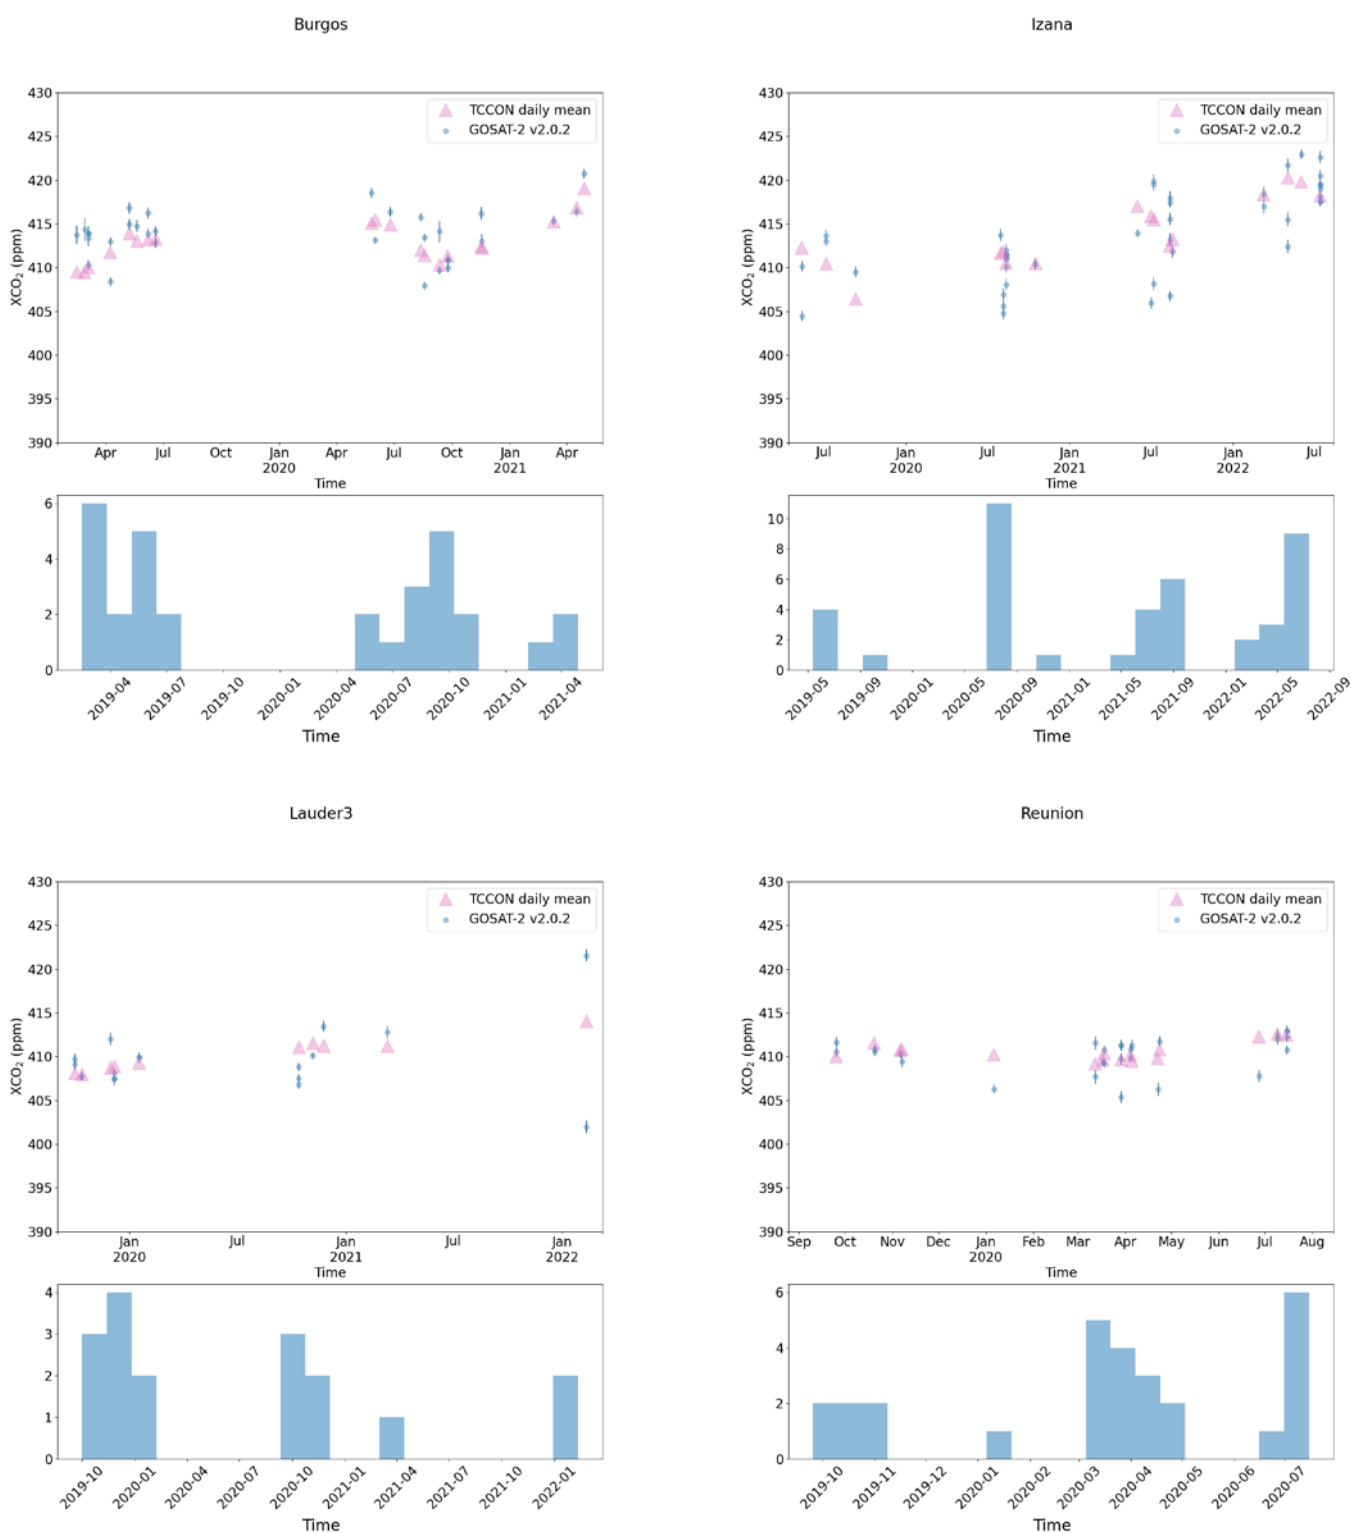 Burgos
430
425
420
415
410
405
400
395
390
XCO2 (ppm)
TCCON daily mean
GOSAT-2 v2.0.2
Apr Jul Oct Jan Apr Jul Oct Jan Apr
2020 2021
Time
6
4
2
0
2019-04 2019-07 2019-10 2020-01 2020-04 2020-07 2020-10 2021-01 2021-04
Time
Izana
430
425
420
415
410
405
400
395
390
XCO2 (ppm)
TCCON daily mean
GOSAT-2 v2.0.2
Jul Jan Jul Jan Jul Jan Jul
2020 2021 2022
Time
10
8
6
4
2
0
2019-05 2019-09 2020-01 2020-05 2020-09 2021-01 2021-05 2021-09 2022-01 2022-05 2022-09
Time
Lauder3
430
425
420
415
410
405
400
395
390
XCO2 (ppm)
TCCON daily mean
GOSAT-2 v2.0.2
Jan Jul Jan Jul Jan
2020 2021 2022
Time
4
3
2
1
0
2019-10 2020-01 2020-04 2020-07 2020-10 2021-01 2021-04 2021-07 2021-10 2022-01
Time
Reunion
430
425
420
415
410
405
400
395
390
XCO2 (ppm)
TCCON daily mean
GOSAT-2 v2.0.2
Sep Oct Nov Dec Jan Feb Mar Apr May Jun Jul Aug
2020
Time
6
4
2
0
2019-10 2019-11 2019-12 2020-01 2020-02 2020-03 2020-04 2020-05 2020-06 2020-07
Time